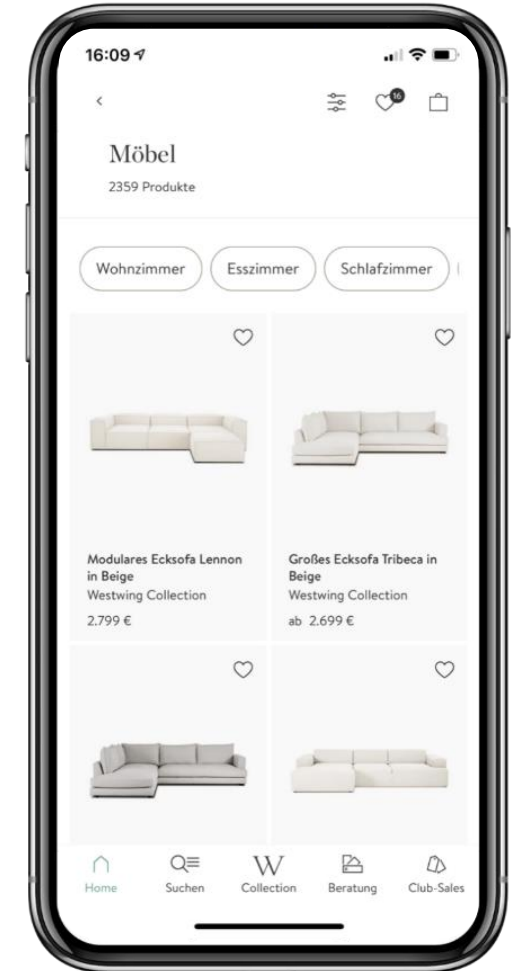 16:09
16
Möbel
2359 Produkte
Wohnzimmer
Esszimmer
Schlafzimmer
Modulares Ecksofa Lennon
in Beige
Westwing Collection
2.799 €
Großes Ecksofa Tribeca in
Beige
Westwing Collection
ab 2.699 €
W
Home
Suchen
Collection
Beratung
Club-Sales